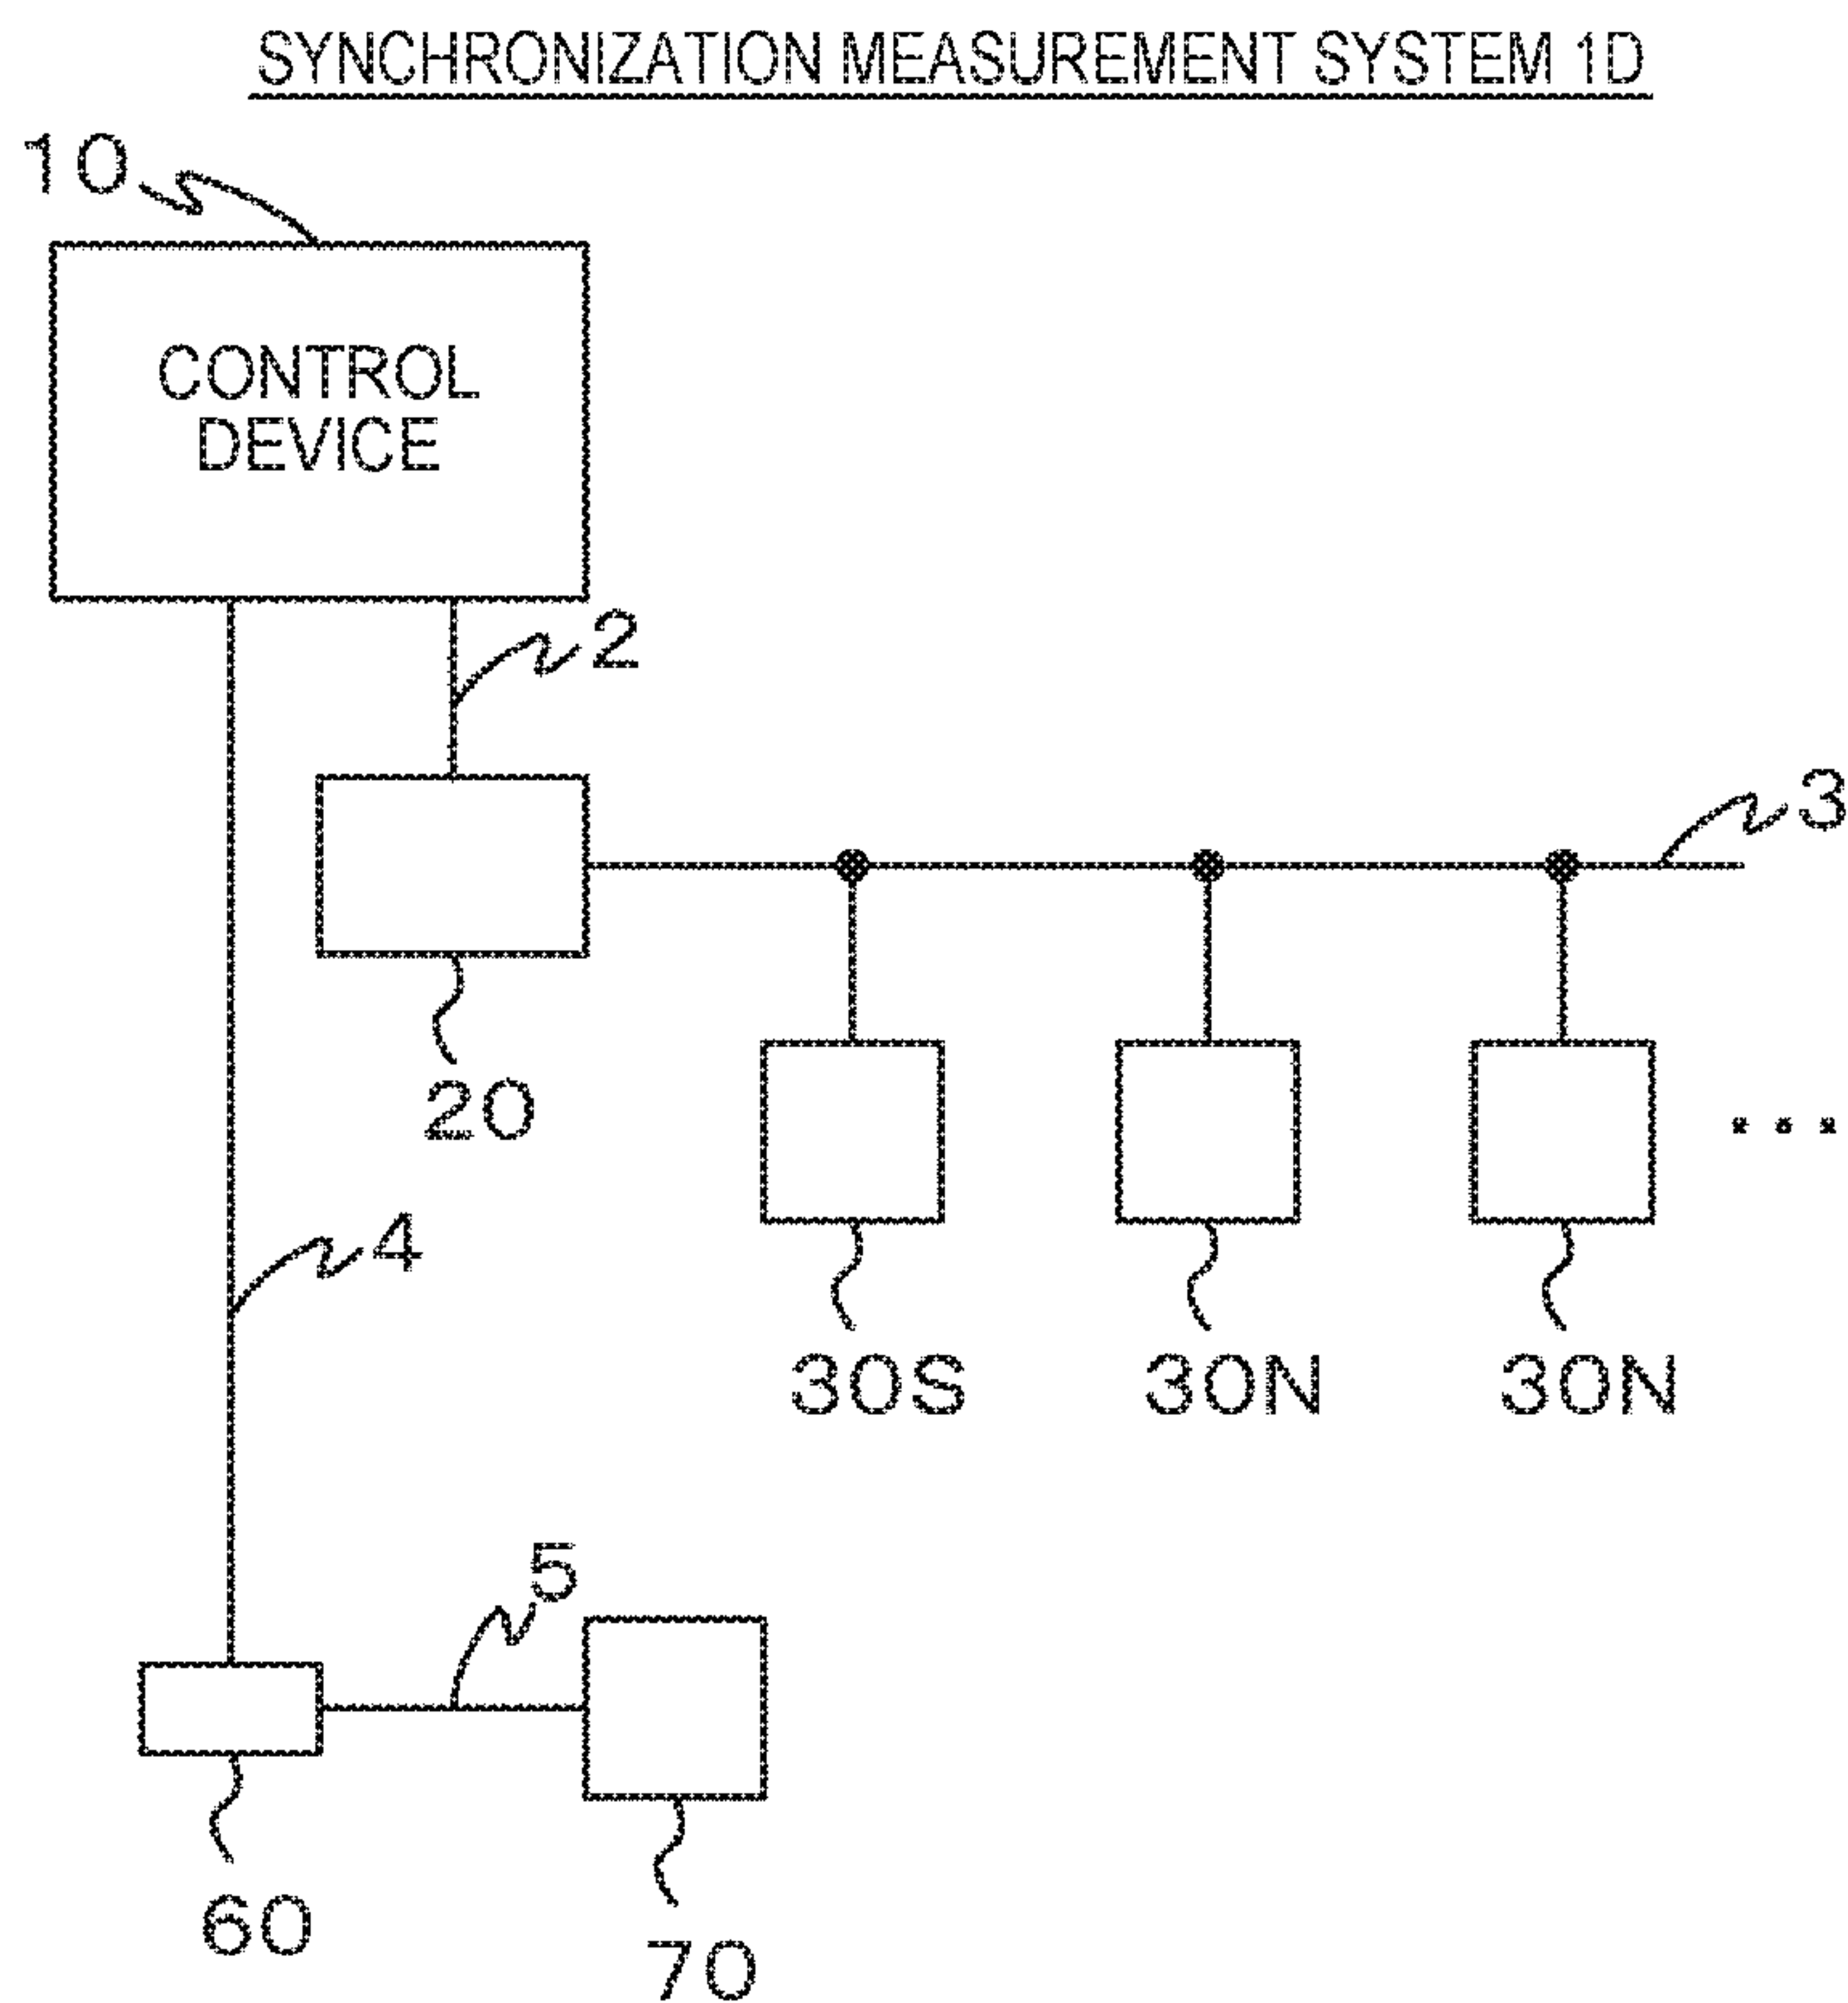 SYNCHRONIZATION MEASUREMENT SYSTEM 1D
10
CONTROL
DEVICE
2
3
20
4
30S 30N 30N
...
5
60
70